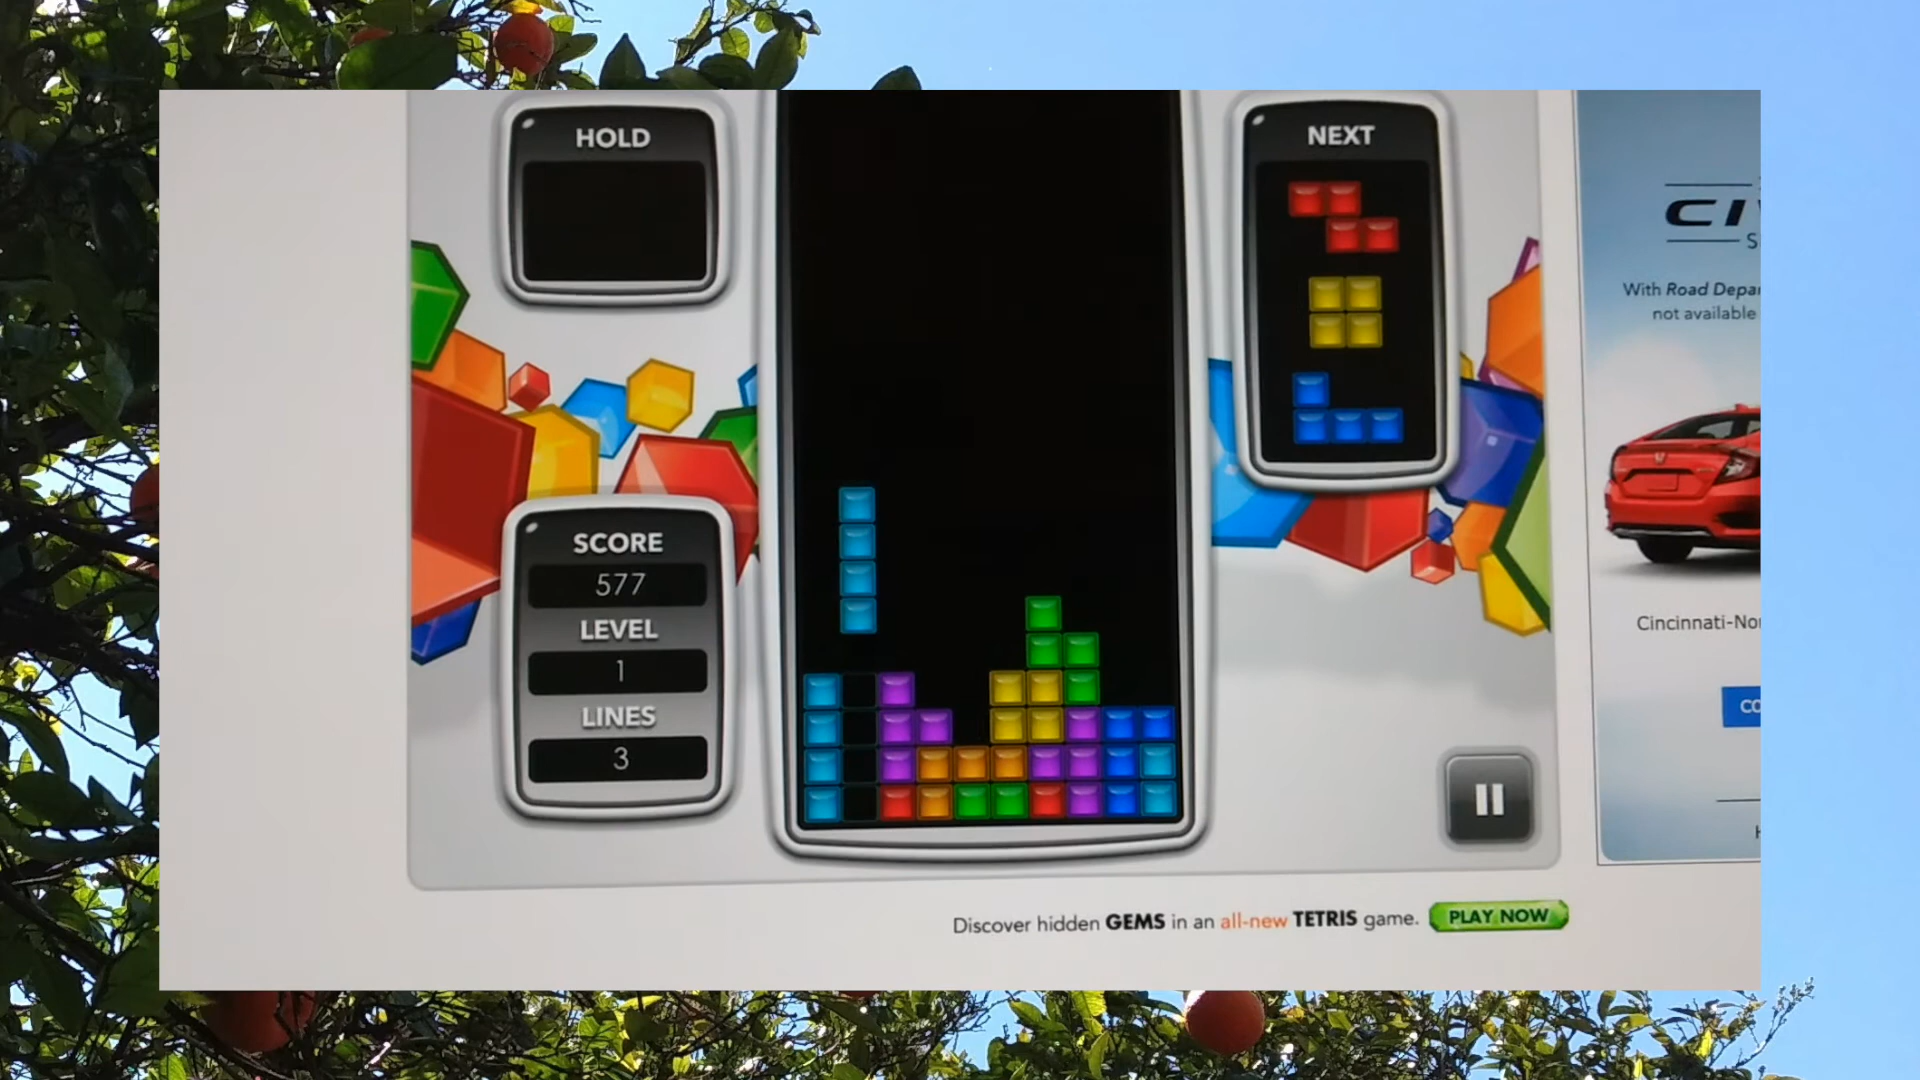 HOLD
NEXT
SCORE
577
LEVEL
1
LINES
3
With Road
not available
Cincinnati-No
Discover hidden GEMS in an all-new TETRIS game.
PLAY NOW